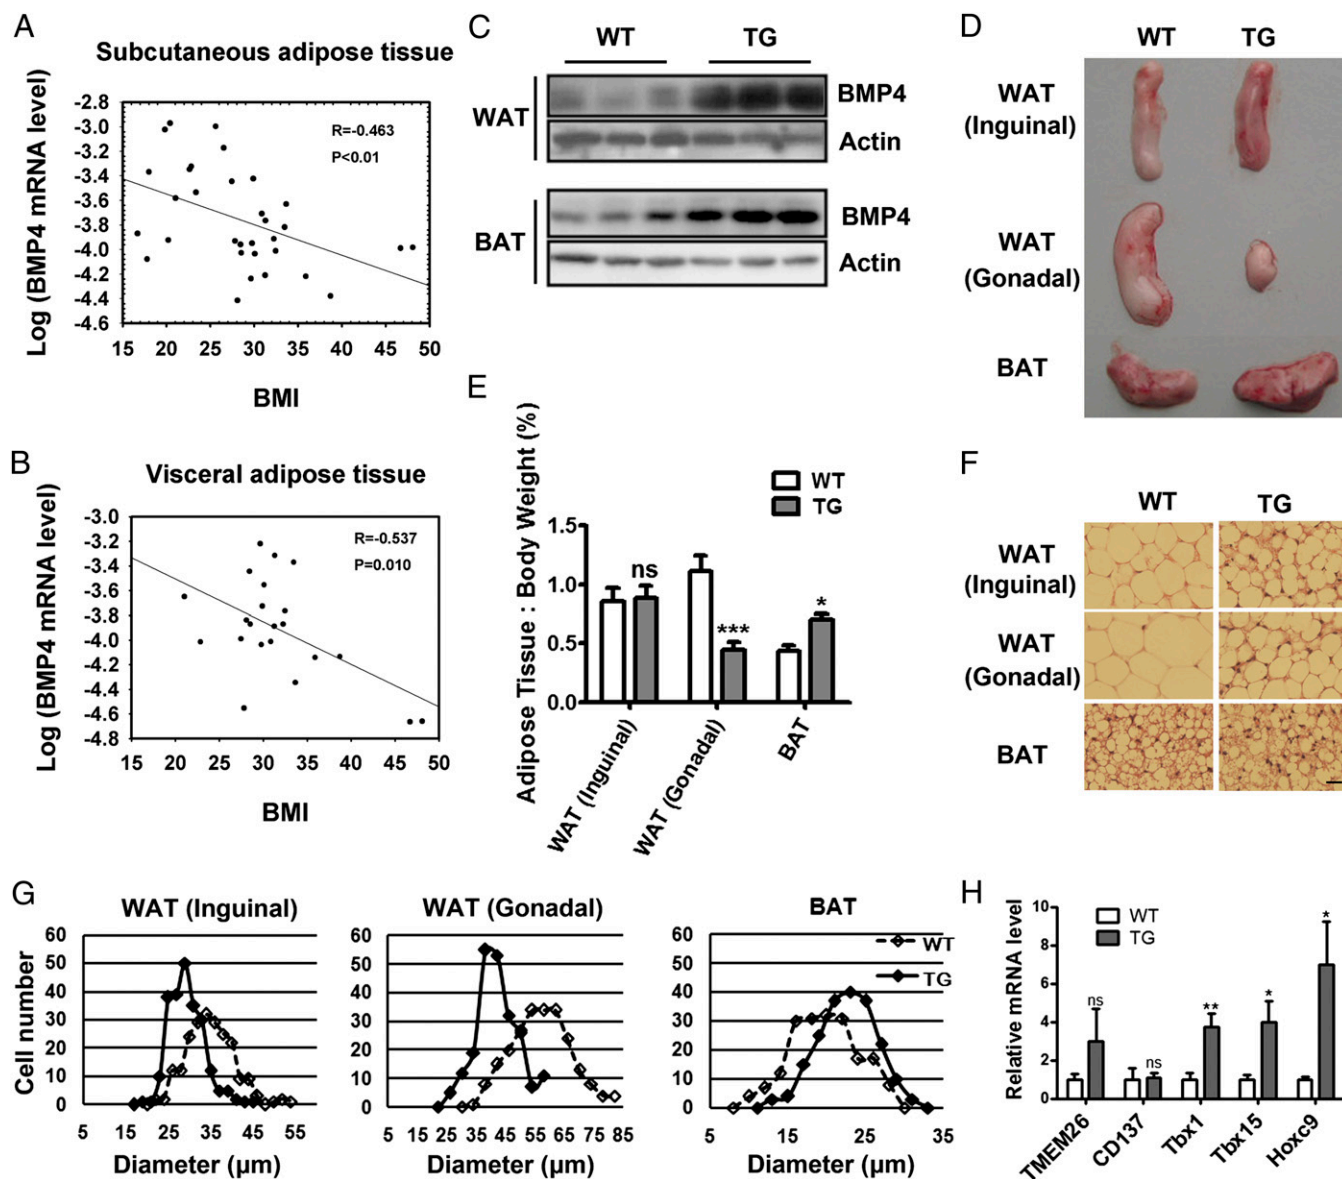 A
Subcutaneous adipose tissue
Log (BMP4 mRNA level)
-2.8
-3.0
-3.2
-3.4
-3.6
-3.8
-4.0
-4.2
-4.4
-4.6
R=-0.463
P<0.01
15 20 25 30 35 40 45 50
BMI
B
Visceral adipose tissue
Log (BMP4 mRNA level)
-3.0
-3.2
-3.4
-3.6
-3.8
-4.0
-4.2
-4.4
-4.6
-4.8
R=-0.537
P=0.010
15 20 25 30 35 40 45 50
BMI
C
WT TG
WAT
BMP4
Actin
BAT
BMP4
Actin
D
WT TG
WAT
(Inguinal)
WAT
(Gonadal)
BAT
E
Adipose Tissue : Body Weight (%)
WT
TG
1.5
1.0
0.5
0.0
ns
***
*
WAT (Inguinal)
WAT (Gonadal)
BAT
F
WT TG
WAT
(Inguinal)
WAT
(Gonadal)
BAT
G
WAT (Inguinal)
Cell number
60
50
40
30
20
10
0
5 15 25 35 45 55
Diameter (µm)
WAT (Gonadal)
60
50
40
30
20
10
0
5 15 25 35 45 55 65 75 85
Diameter (µm)
BAT
60
50
40
30
20
10
0
WT
TG
5 15 25 35
Diameter (µm)
H
Relative mRNA level
10
8
6
4
2
0
WT
TG
ns
ns
**
*
*
TMEM26
CD137
Tbx1
Tbx15
Hoxc9